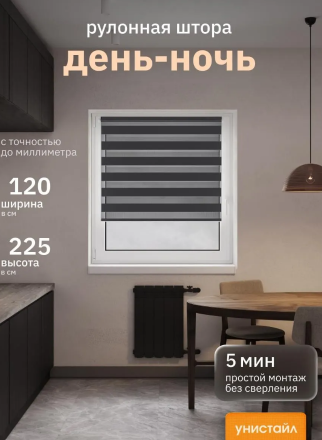 рулонная штора
день-ночь
с точностью
до миллиметра
120
ширина
в см
225
высота
в см
5 мин
простой монтаж
без сверления
унистайл